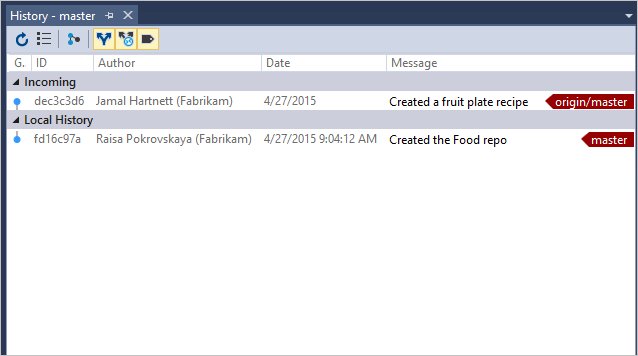 History - master
G. ID Author Date Message
Incoming
dec3c3d6 Jamal Hartnett (Fabrikam) 4/27/2015 Created a fruit plate recipe origin/master
Local History
fd16c97a Raisa Pokrovskaya (Fabrikam) 4/27/2015 9:04:12 AM Created the Food repo master